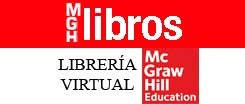 MGH libros
LIBRERÍA
VIRTUAL
Mc
Graw
Hill
Education